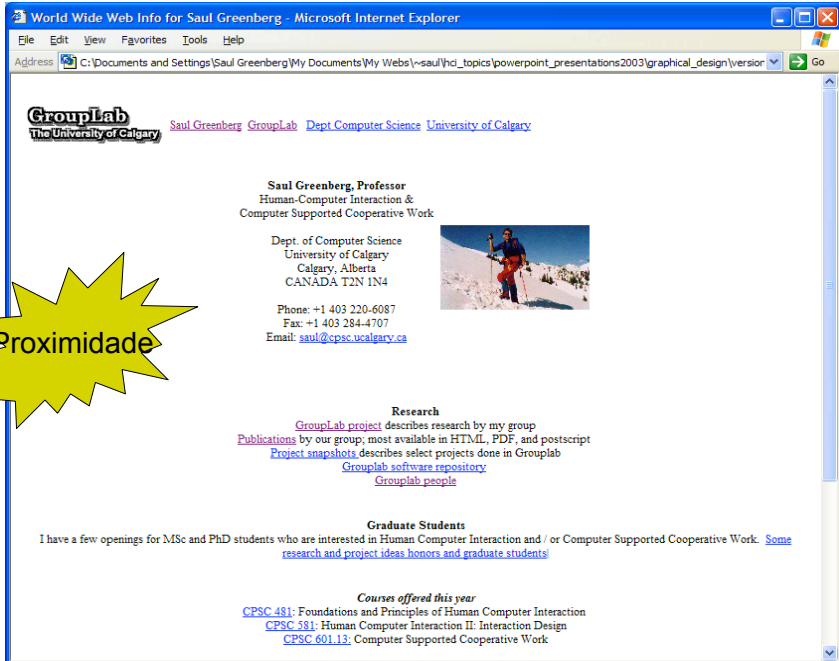 World Wide Web Info for Saul Greenberg - Microsoft Internet Explorer
File Edit View Favorites Tools Help
Address C:\Documents and Settings\Saul Greenberg\My Documents\My Webs\~saul\hci_topics\powerpoint_presentations2003\graphical_design\version Go
GroupLab
The University of Calgary
Saul Greenberg GroupLab Dept Computer Science University of Calgary
Saul Greenberg, Professor
Human-Computer Interaction &
Computer Supported Cooperative Work
Dept. of Computer Science
University of Calgary
Calgary, Alberta
CANADA T2N 1N4
Phone: +1 403 220-6087
Fax: +1 403 284-4707
Email: saul@cpsc.ucalgary.ca
Proximidade
Research
GroupLab project describes research by my group
Publications by our group; most available in HTML, PDF, and postscript
Project snapshots describes select projects done in Grouplab
Grouplab software repository
Grouplab people
Graduate Students
I have a few openings for MSc and PhD students who are interested in Human Computer Interaction and / or Computer Supported Cooperative Work. Some
research and project ideas honors and graduate students
Courses offered this year
CPSC 481: Foundations and Principles of Human Computer Interaction
CPSC 581: Human Computer Interaction II: Interaction Design
CPSC 601.13: Computer Supported Cooperative Work